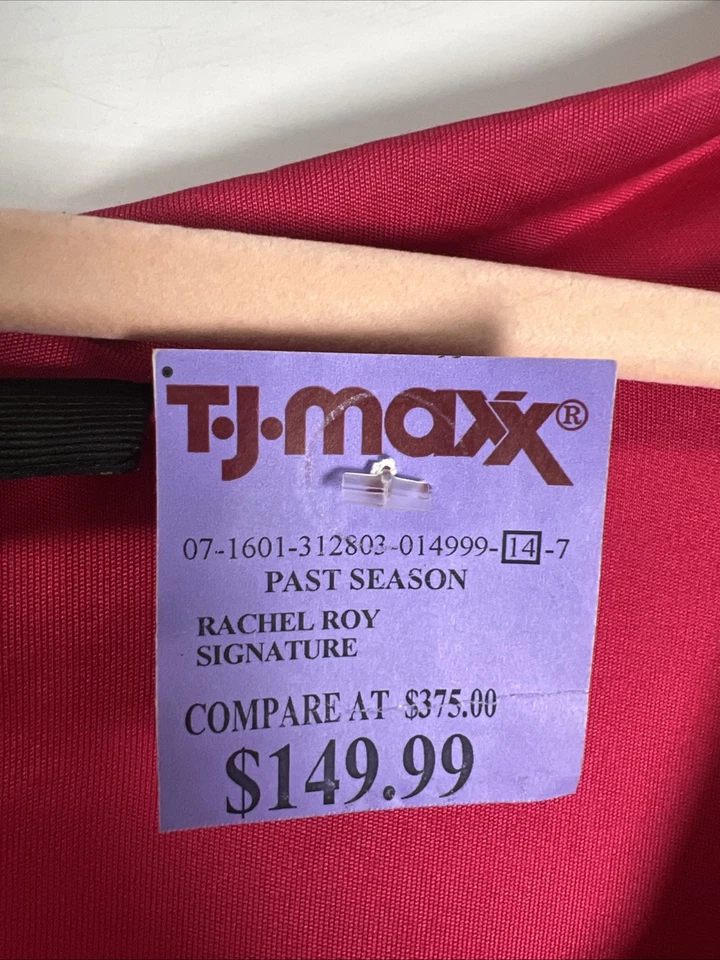 T.J.maxx®
07-1601-312803-014999-14-7
PAST SEASON
RACHEL ROY
SIGNATURE
COMPARE AT $375.00
$149.99